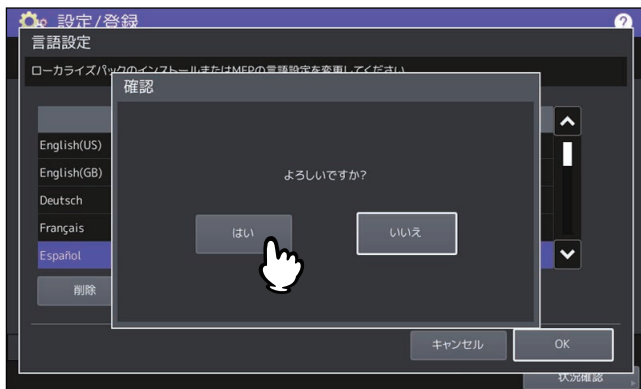 設定/登録
?
言語設定
ローカライズパックのインストールまたはMFPの言語設定を変更してください
確認
English(US)
English(GB)
Deutsch
Français
Español
よろしいですか?
はい
いいえ
削除
キャンセル
OK
状況確認